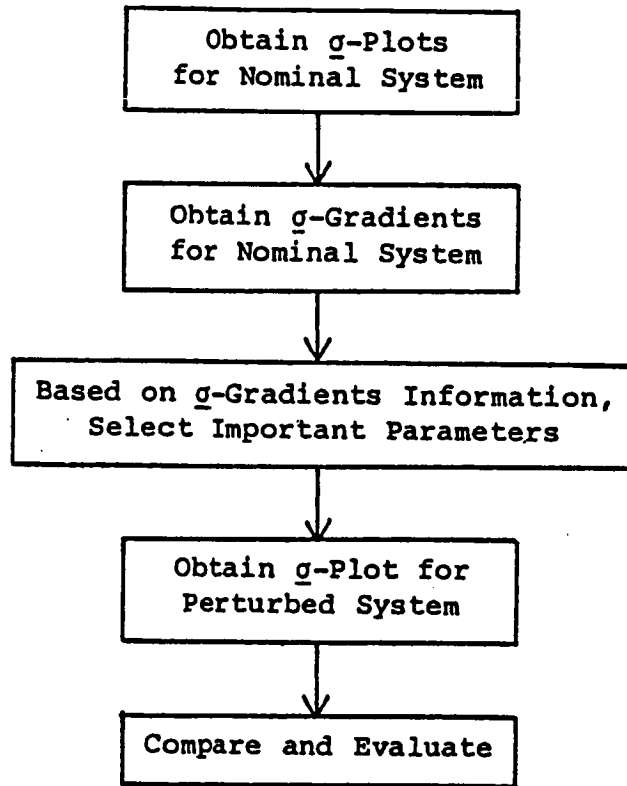 Obtain σ̲-Plots
for Nominal System
Obtain σ̲-Gradients
for Nominal System
Based on σ̲-Gradients Information,
Select Important Parameters
Obtain σ̲-Plot for
Perturbed System
Compare and Evaluate